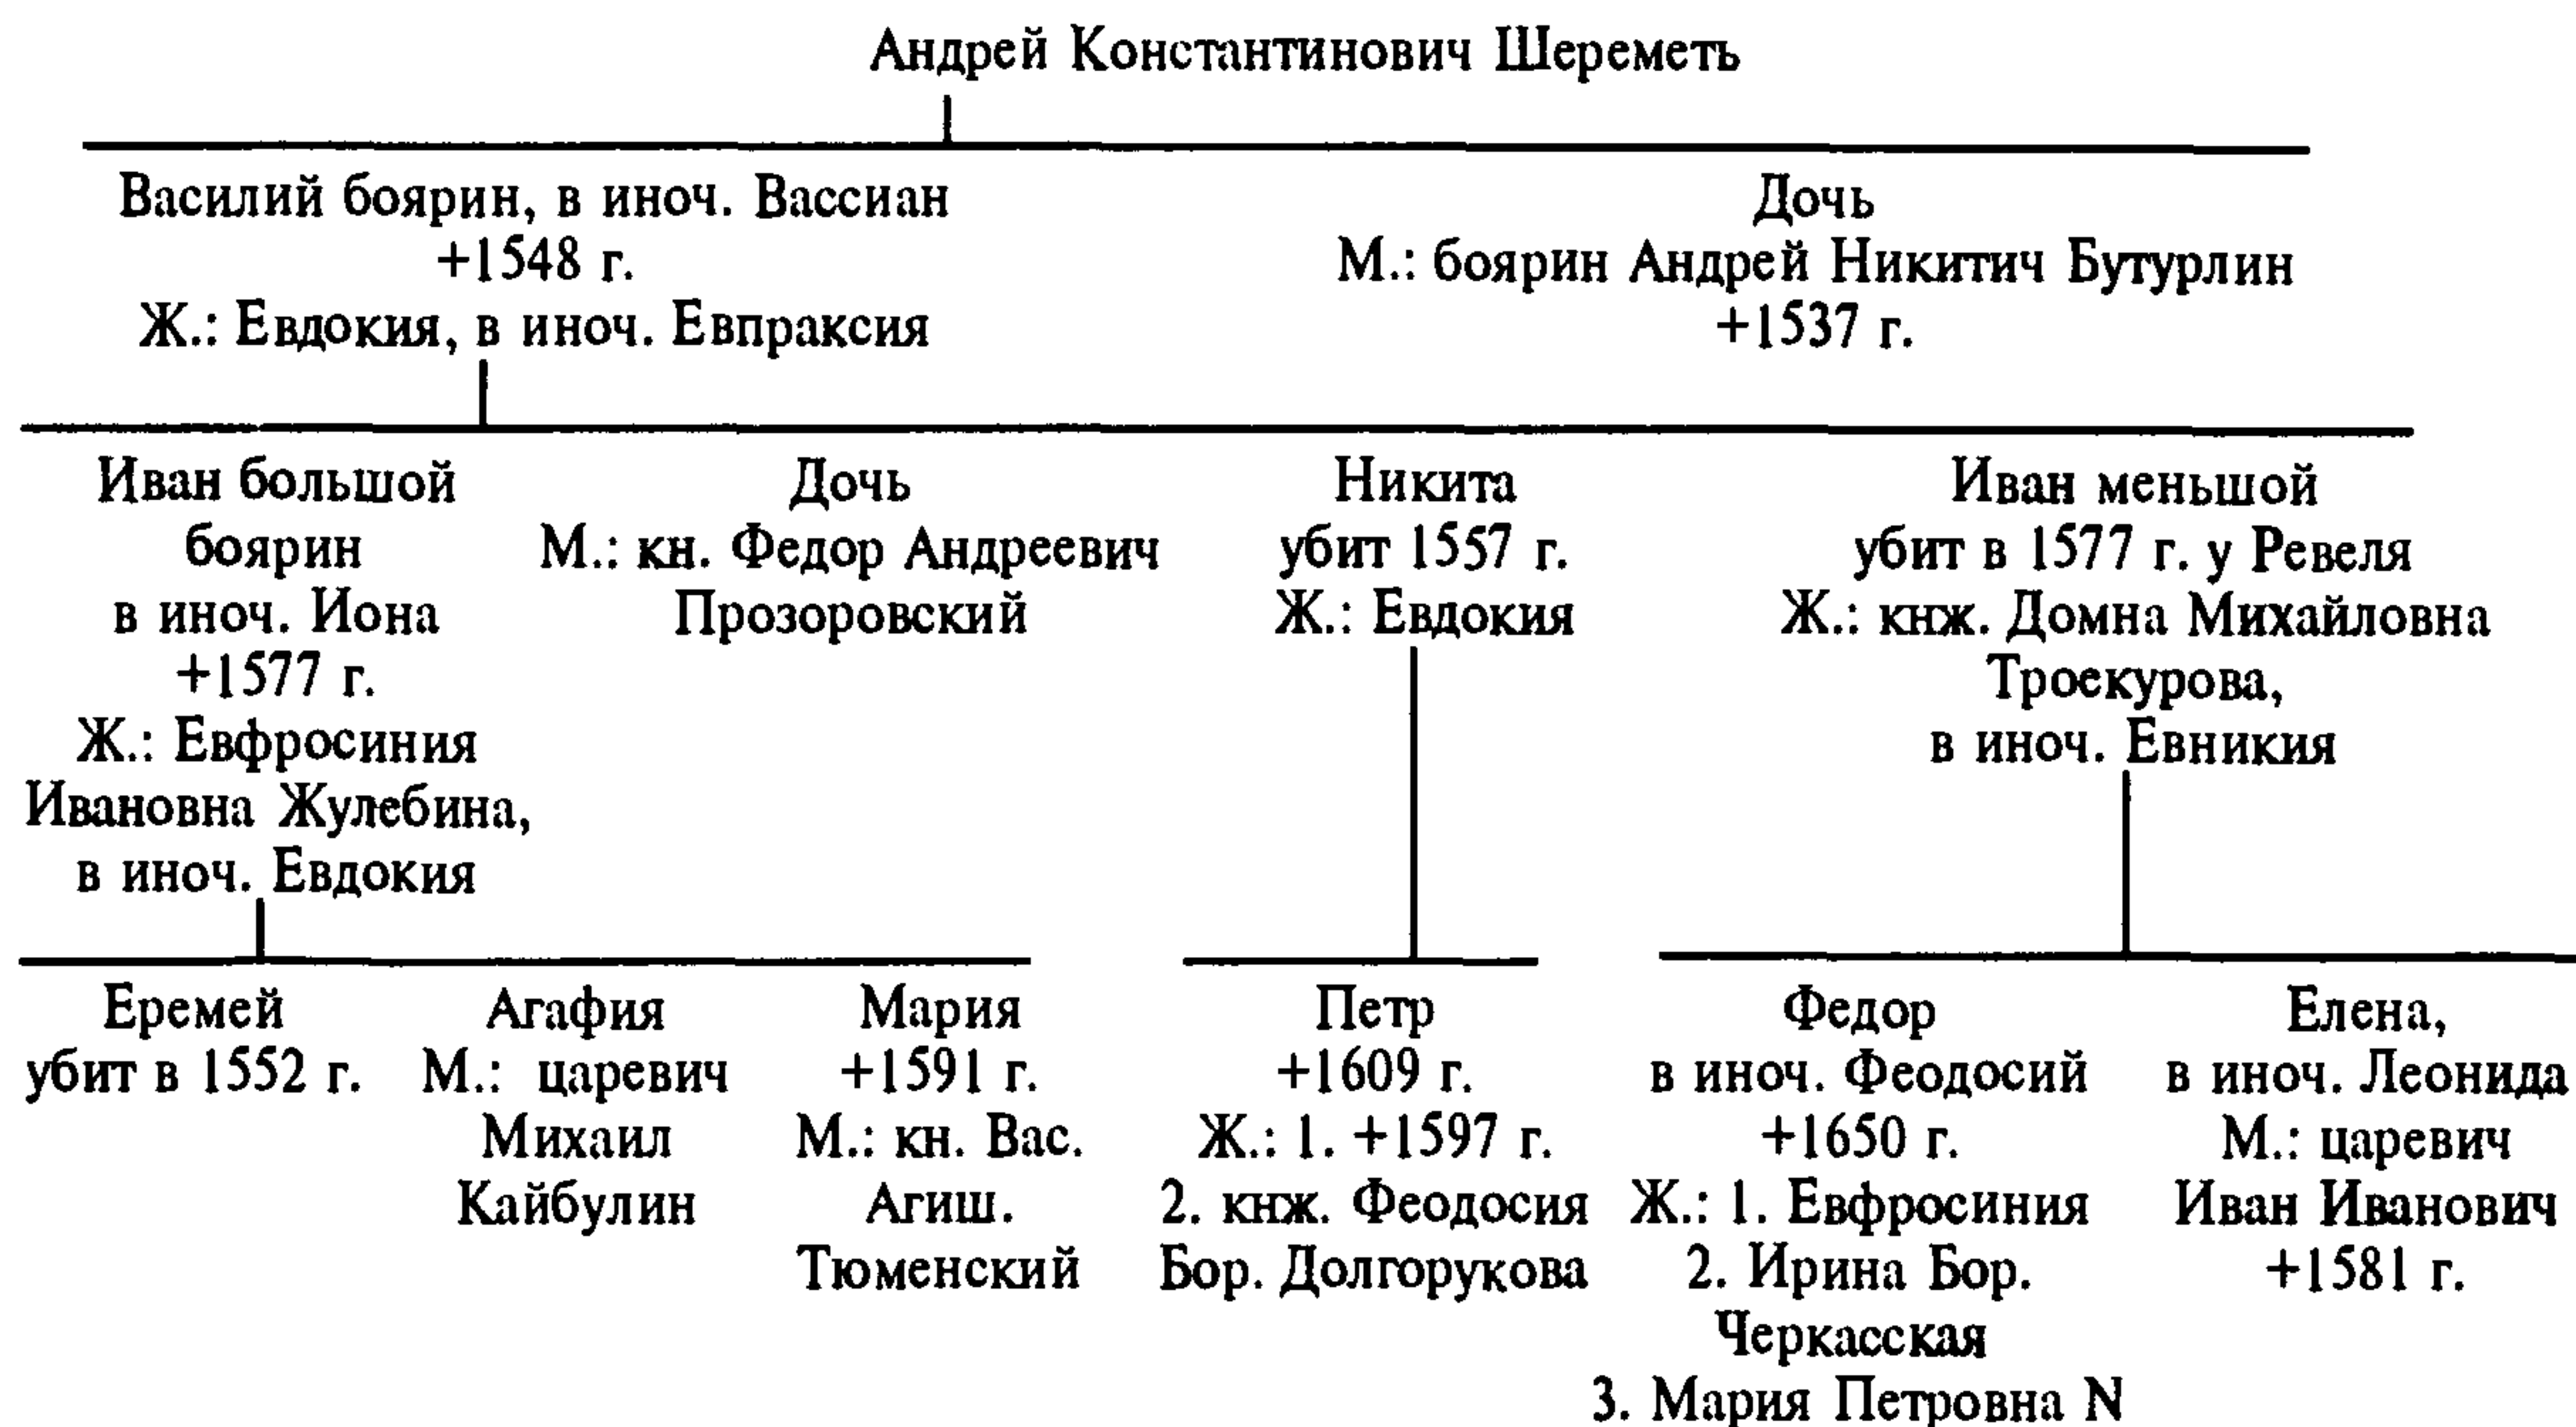 Андрей Константинович Шереметь
Василий боярин, в иноч. Вассиан
+1548 г.
Ж.: Евдокия, в иноч. Евпраксия
Дочь
М.: боярин Андрей Никитич Бутурлин
+1537 г.
Иван большой
боярин
в иноч. Иона
+1577 г.
Ж.: Евфросиния
Ивановна Жулебина,
в иноч. Евдокия
Дочь
М.: кн. Федор Андреевич
Прозоровский
Никита
убит 1557 г.
Ж.: Евдокия
Иван меньшой
убит в 1577 г. у Ревеля
Ж.: княж. Домна Михайловна
Троекурова,
в иноч. Евникия
Еремей
убит в 1552 г.
Агафия
М.: царевич
Михаил
Кайбулин
Мария
+1591 г.
М.: кн. Вас.
Агиш.
Тюменский
Петр
+1609 г.
Ж.: 1. +1597 г.
2. княж. Феодосия
Бор. Долгорукова
Федор
в иноч. Феодосий
+1650 г.
Ж.: 1. Евфросиния
2. Ирина Бор.
Черкасская
3. Мария Петровна N
Елена,
в иноч. Леонида
М.: царевич
Иван Иванович
+1581 г.